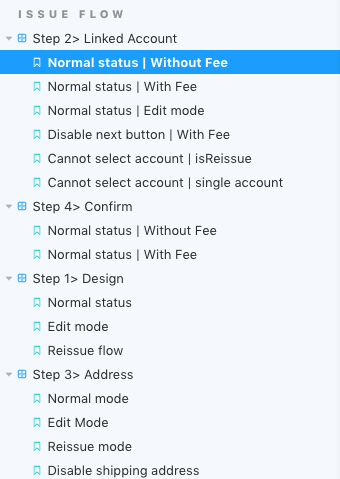 ISSUE FLOW
Step 2> Linked Account
Normal status | Without Fee
Normal status | With Fee
Normal status | Edit mode
Disable next button | With Fee
Cannot select account | isReissue
Cannot select account | single account
Step 4> Confirm
Normal status | Without Fee
Normal status | With Fee
Step 1> Design
Normal status
Edit mode
Reissue flow
Step 3> Address
Normal mode
Edit Mode
Reissue mode
Disable shipping address